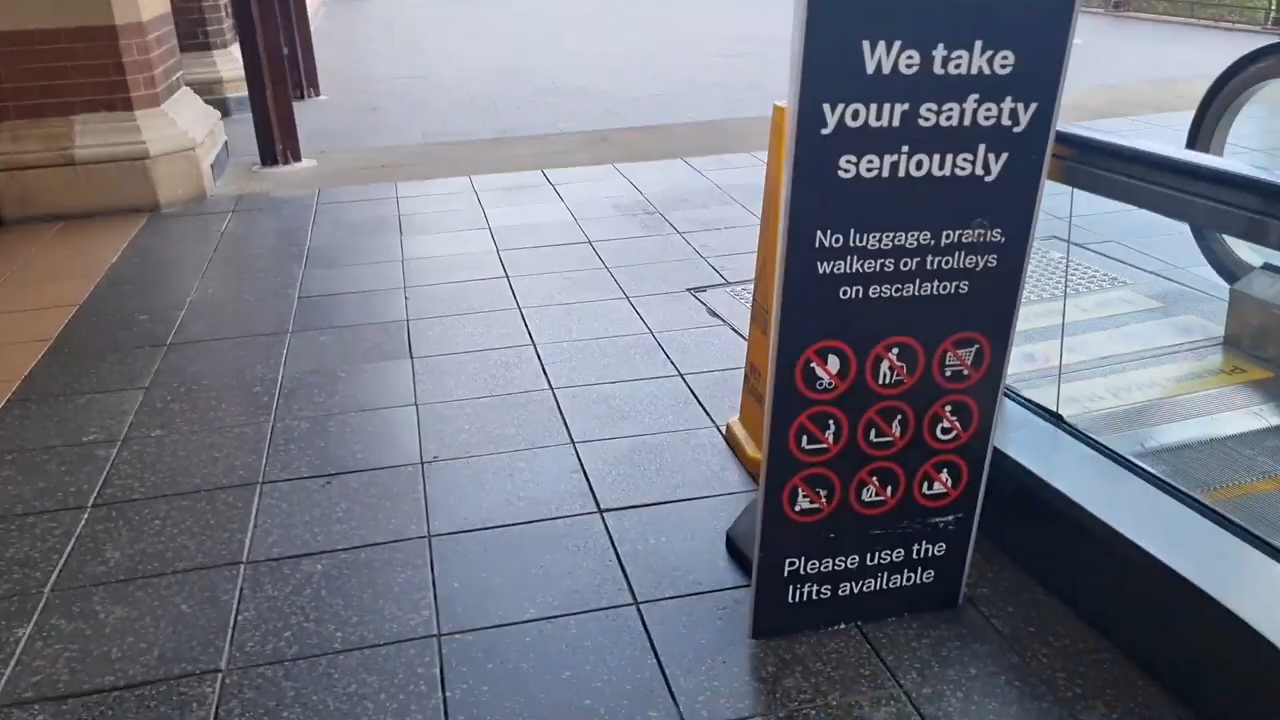 We take
your safety
seriously
No luggage, prams,
walkers or trolleys
on escalators
Please use the
lifts available